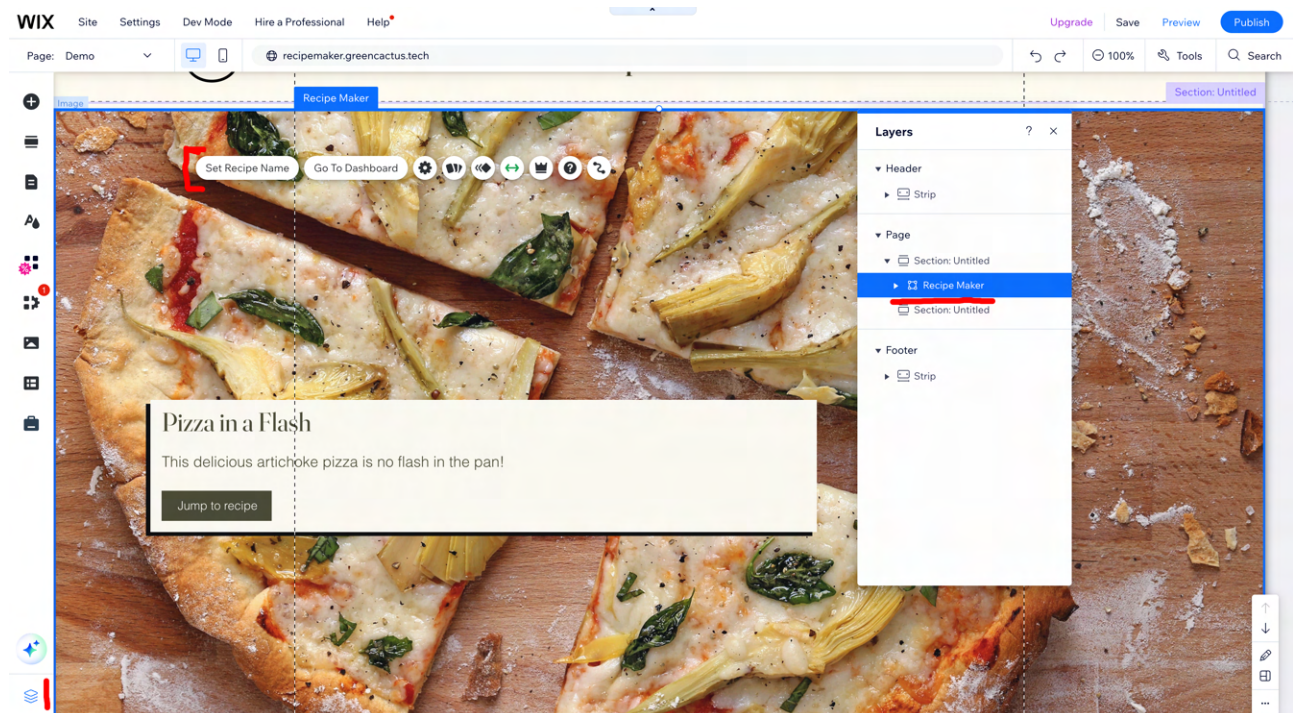 WIX Site Settings Dev Mode Hire a Professional Help Upgrade Save Preview Publish
Page: Demo recipemaker.greencactus.tech 100% Tools Search
Image
Recipe Maker
Section: Untitled
Set Recipe Name Go To Dashboard
Layers ?
Header
Strip
Page
Section: Untitled
Recipe Maker
Section: Untitled
Footer
Strip
1
Pizza in a Flash
This delicious artichoke pizza is no flash in the pan!
Jump to recipe